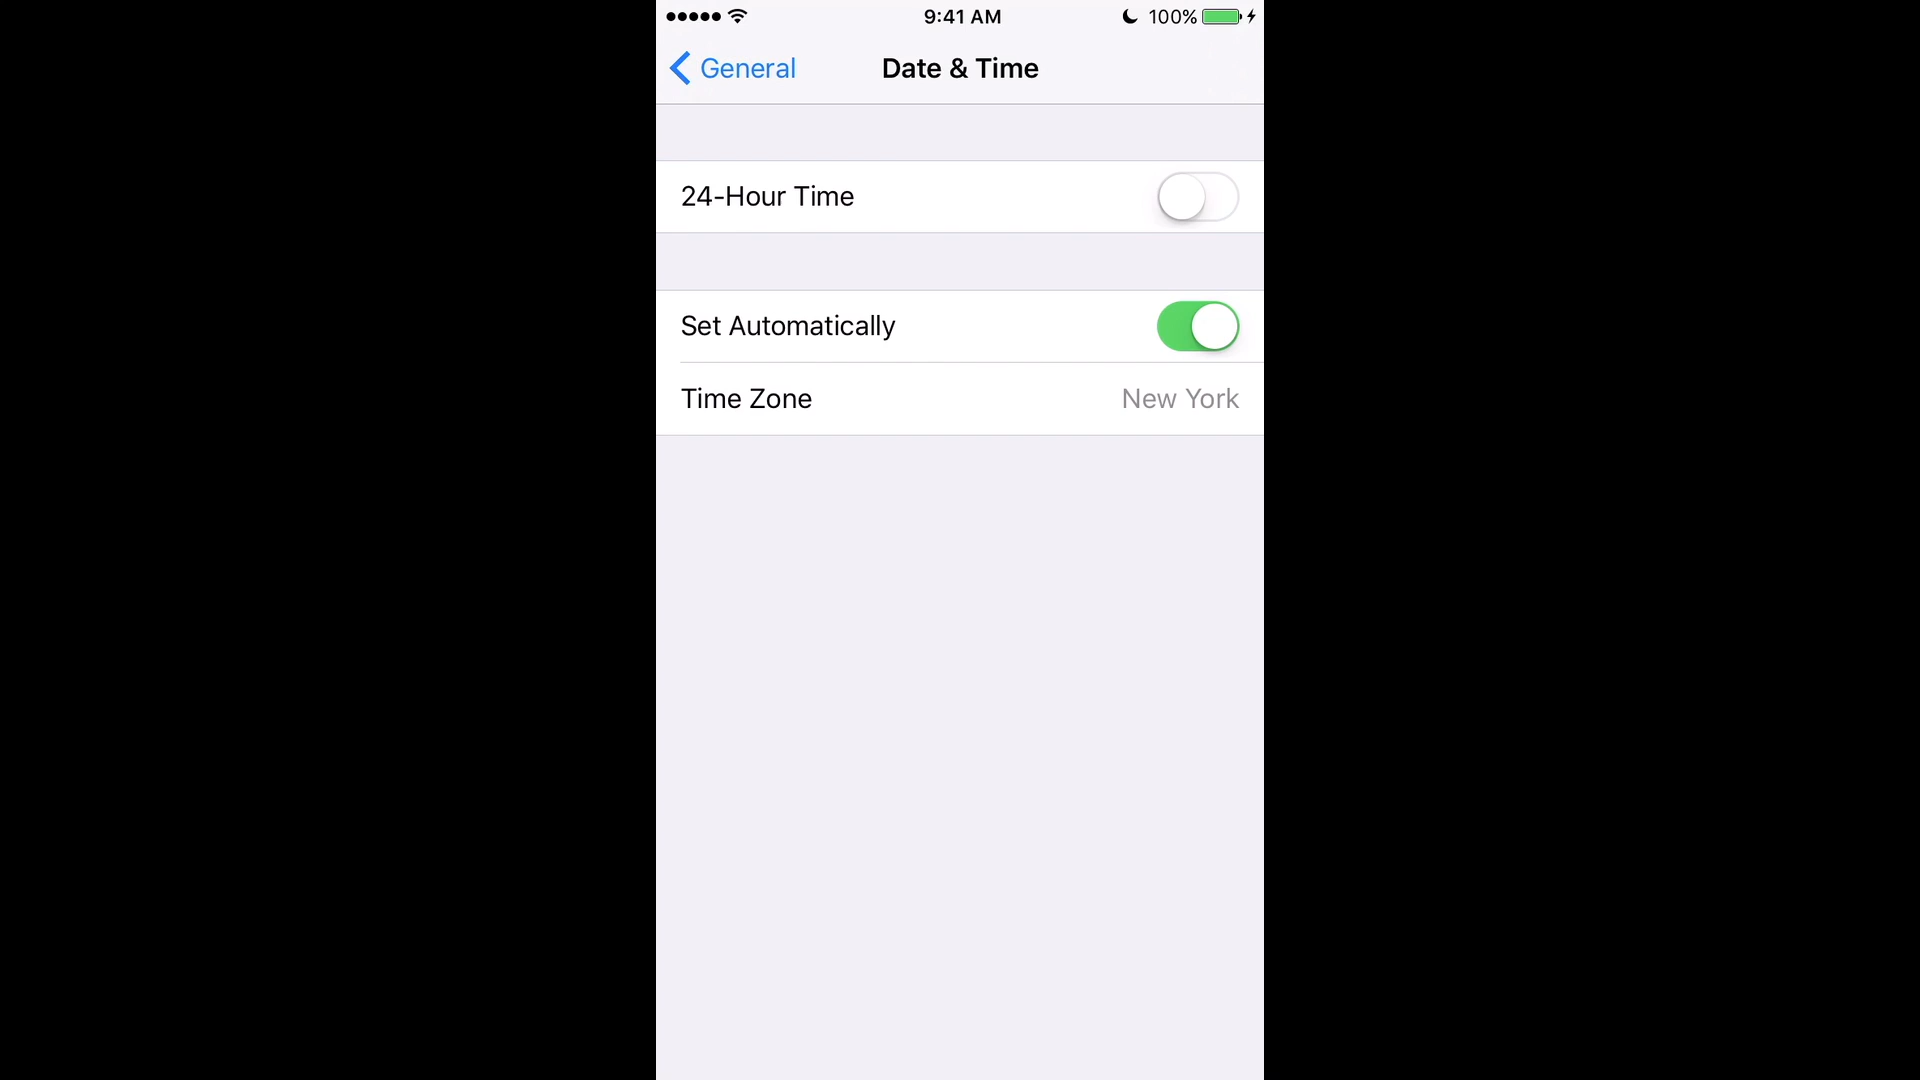 9:41 AM 100%
General Date & Time
24-Hour Time
Set Automatically
Time Zone New York